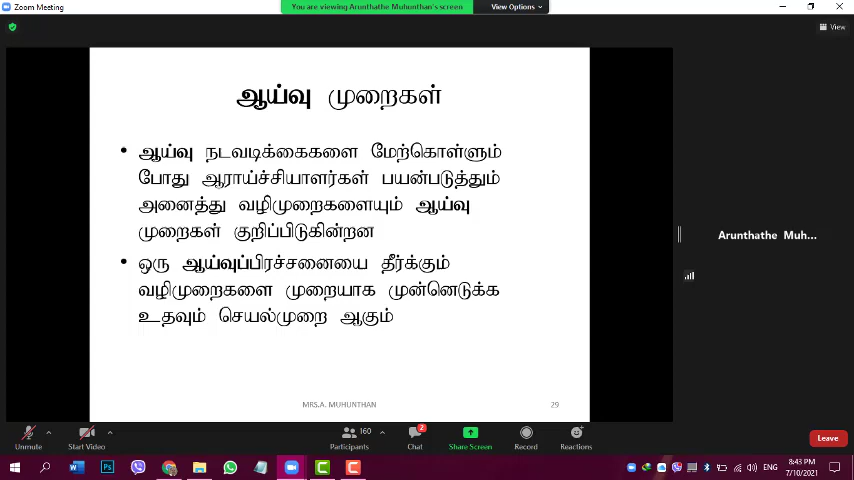 Zoom Meeting
You are viewing Arunthathe Muhunthan's screen
View Options
View
ஆய்வு முறைகள்
• ஆய்வு நடவடிக்கைகளை மேற்கொள்ளும்
போது ஆராய்ச்சியாளர்கள் பயன்படுத்தும்
அனைத்து வழிமுறைகளையும் ஆய்வு
முறைகள் குறிப்பிடுகின்றன
• ஒரு ஆய்வுப்பிரச்சனையை தீர்க்கும்
வழிமுறைகளை முறையாக முன்னெடுக்க
உதவும் செயல்முறை ஆகும்
MRS.A. MUHUNTHAN
29
Arunthathe Muh...
Unmute
Start Video
160
Participants
2
Chat
Share Screen
Record
Reactions
Leave
ENG
8:43 PM
7/10/2021